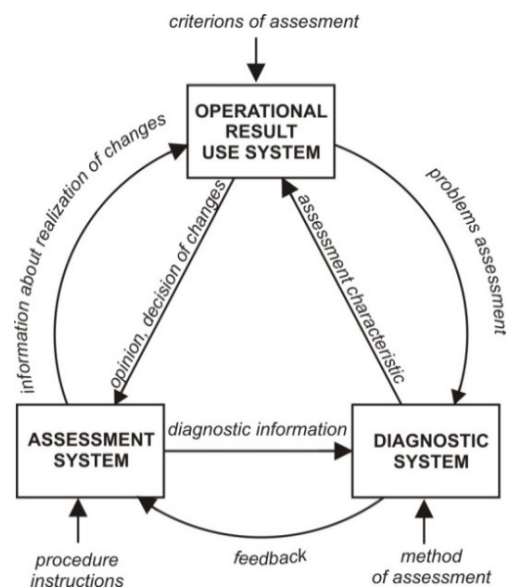 criterions of assesment
OPERATIONAL
RESULT
USE SYSTEM
information about realization of changes
opinion, decision of changes
assessment characteristic
problems assessment
ASSESSMENT
SYSTEM
diagnostic information
DIAGNOSTIC
SYSTEM
feedback
procedure
instructions
method
of assessment